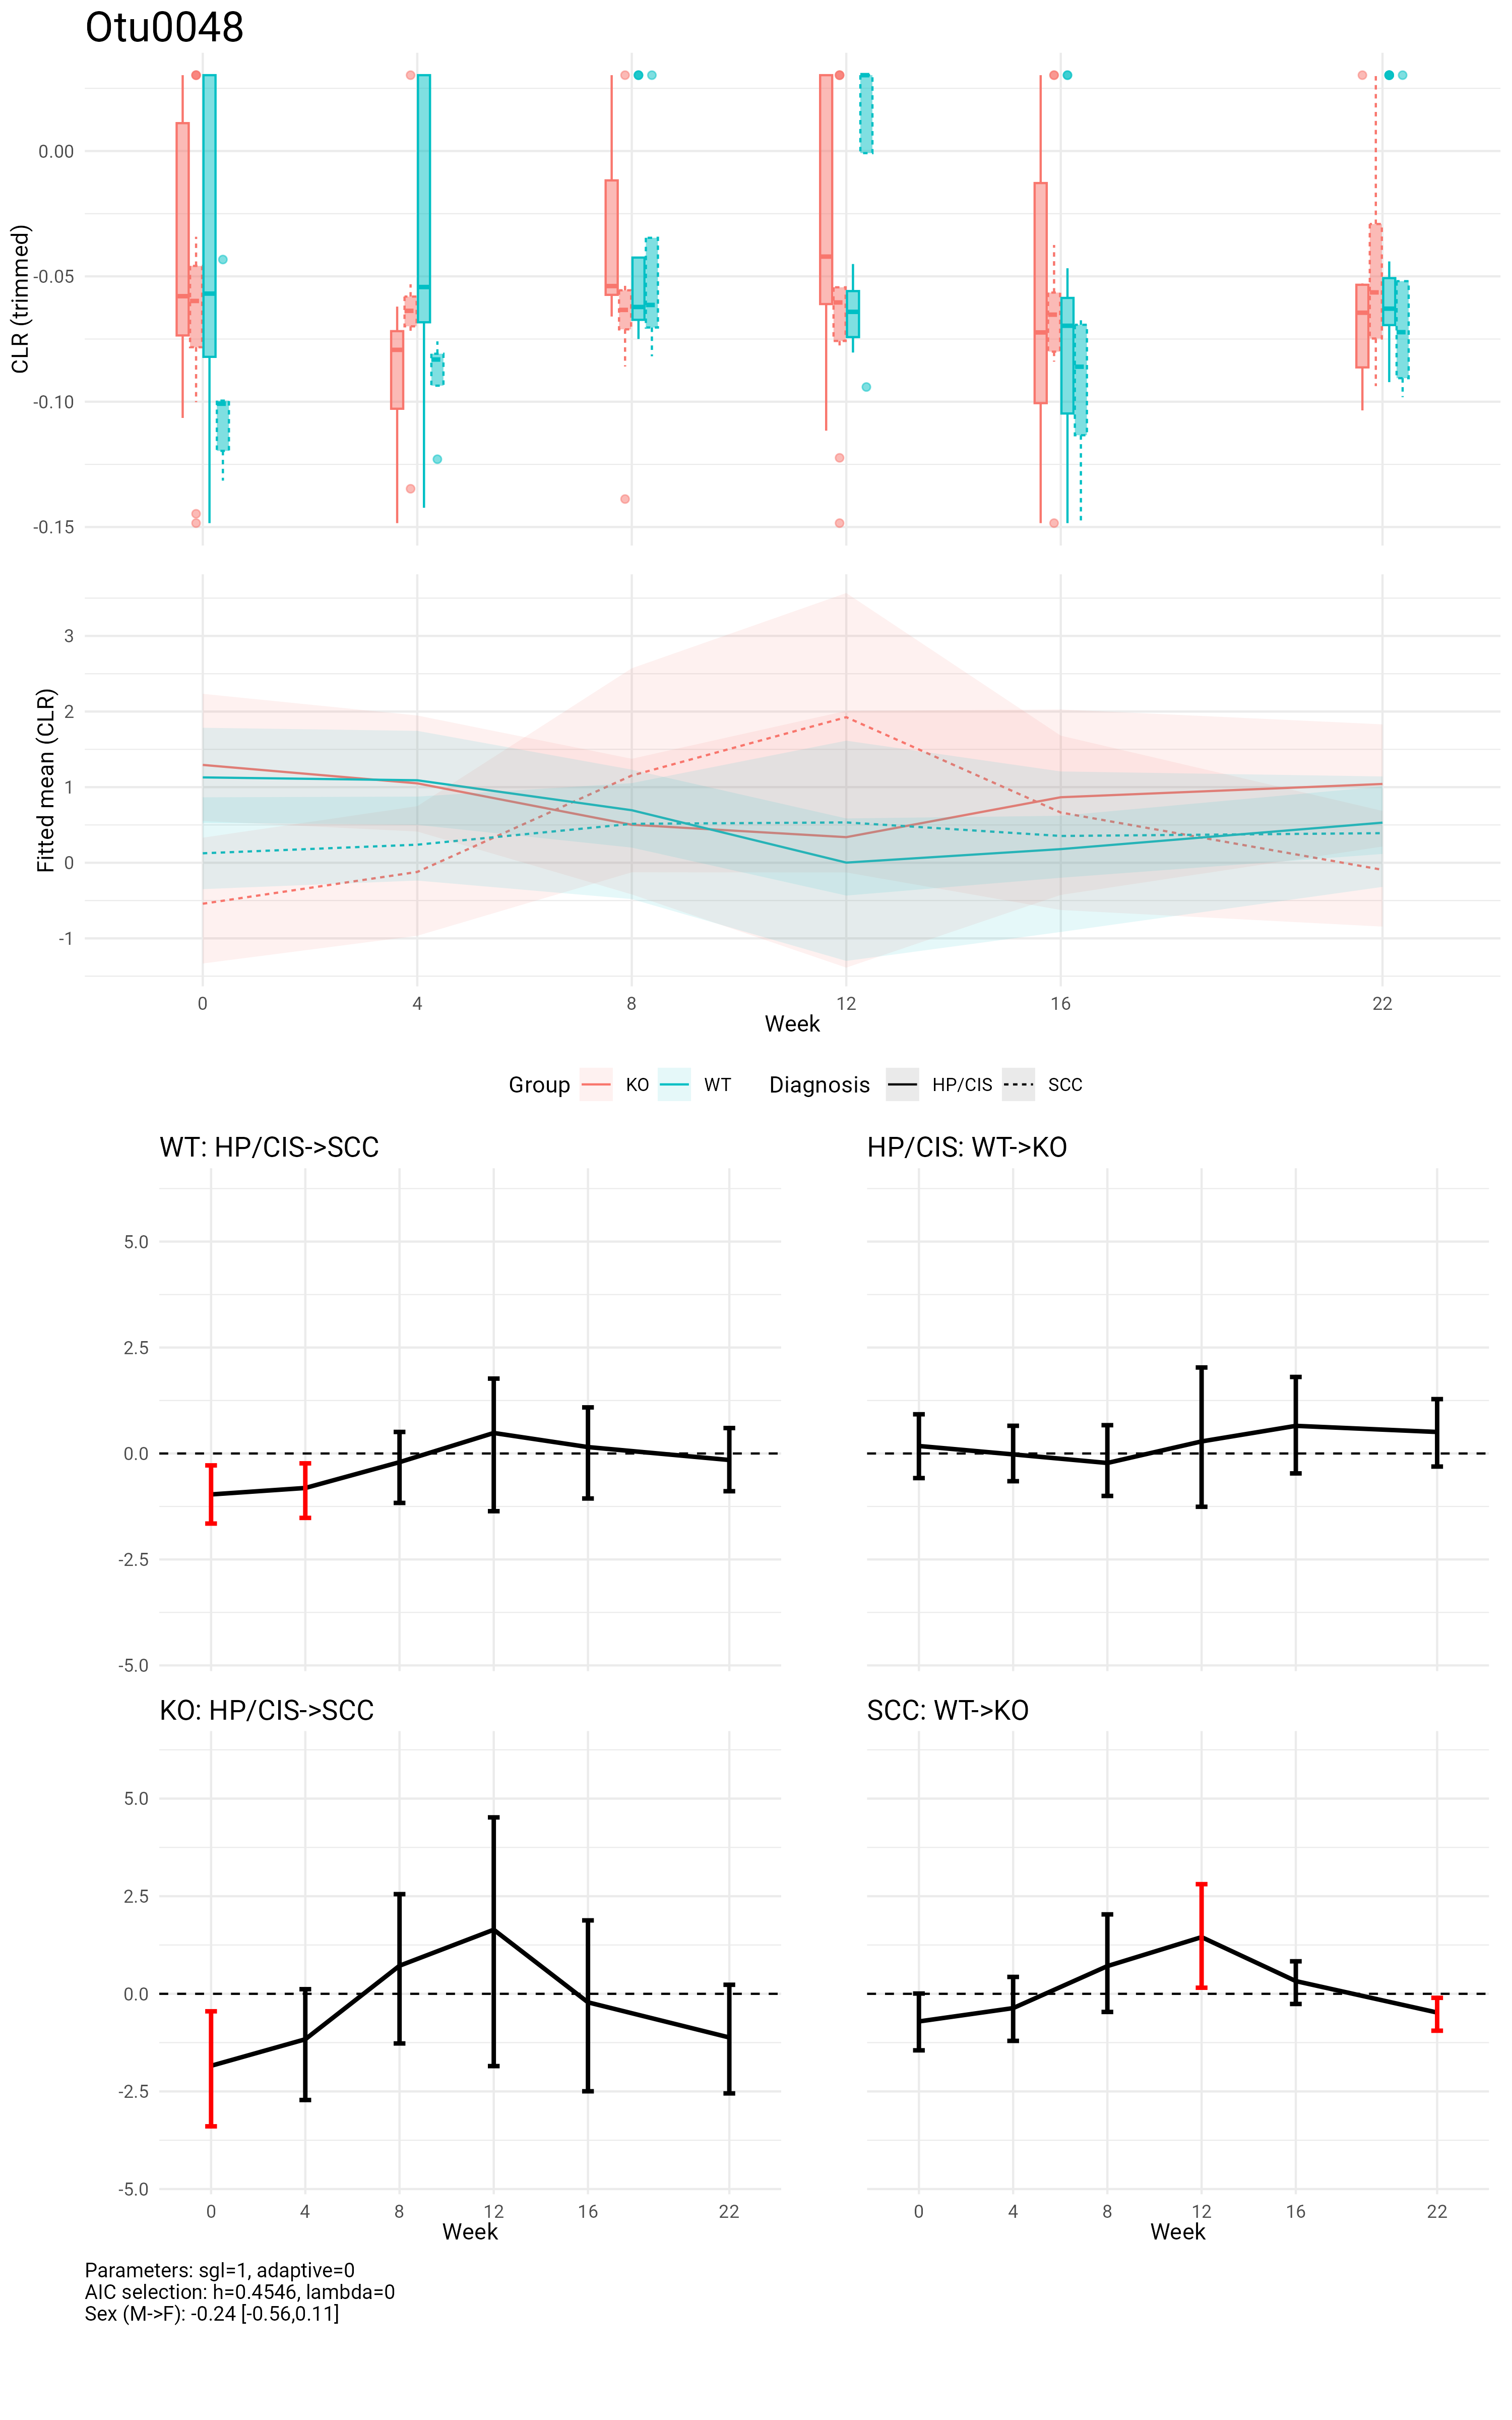 Otu0048
CLR (trimmed)
0.00
-0.05
-0.10
-0.15
Fitted mean (CLR)
3
2
1
0
-1
0 4 8 12 16 22
Week
Group KO WT Diagnosis HP/CIS SCC
WT: HP/CIS->SCC
HP/CIS: WT->KO
5.0
2.5
0.0
-2.5
-5.0
KO: HP/CIS->SCC
SCC: WT->KO
5.0
2.5
0.0
-2.5
-5.0
0 4 8 12 16 22
Week
0 4 8 12 16 22
Week
Parameters: sgl=1, adaptive=0
AIC selection: h=0.4546, lambda=0
Sex (M->F): -0.24 [-0.56,0.11]